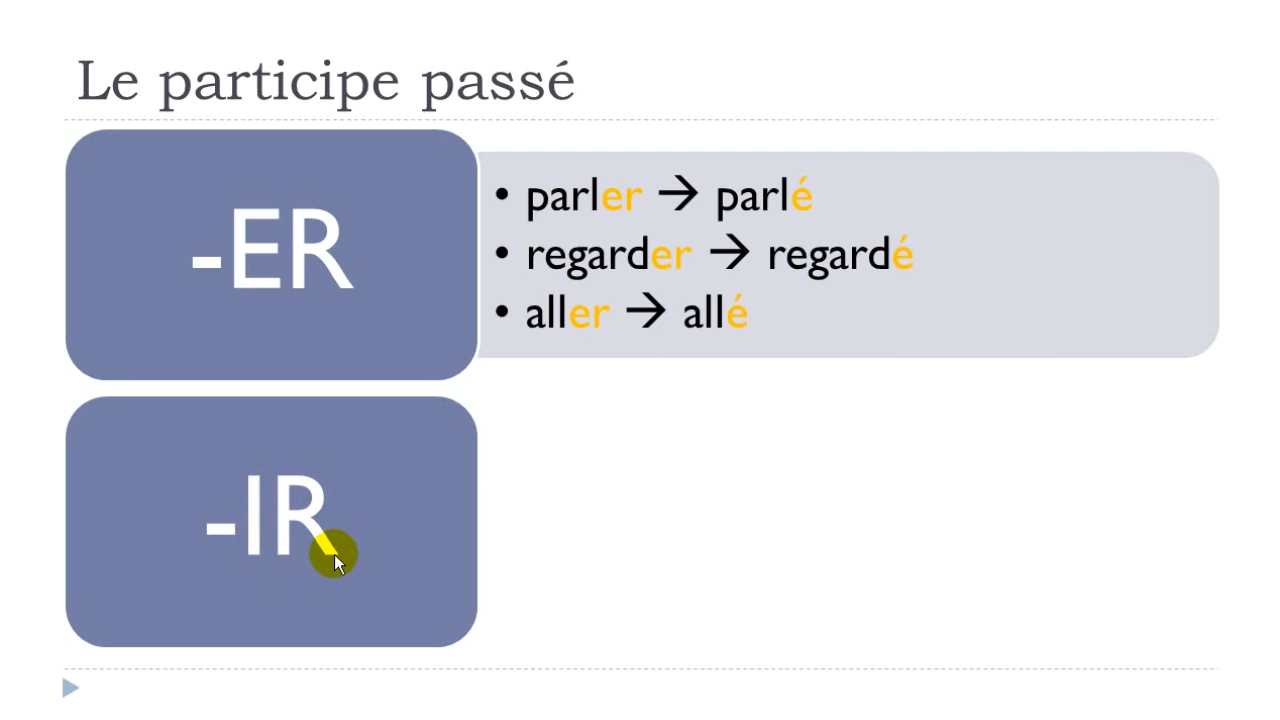 Le participe passé
-ER
• parler → parlé
• regarder → regardé
• aller → allé
-IR